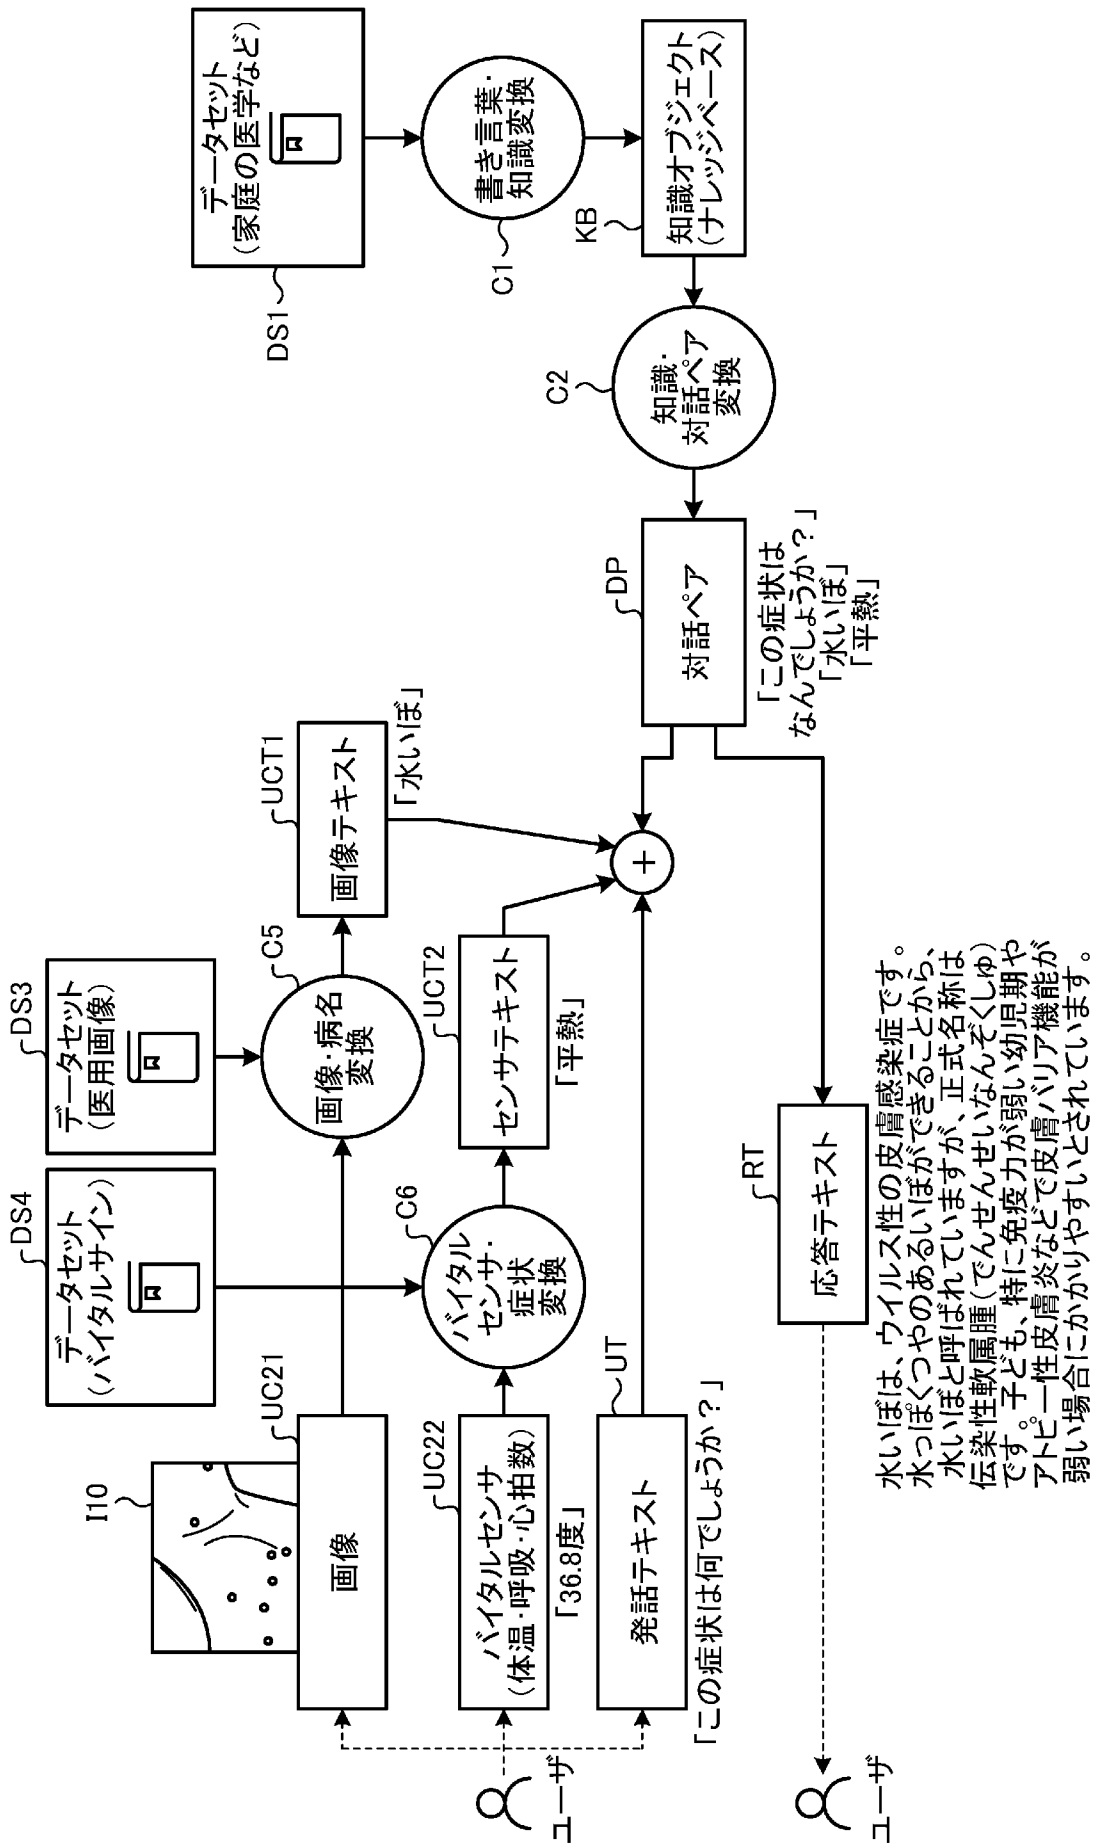 I10
画像
UC21
バイタルセンサ
(体温・呼吸・心拍数)
UC22
「36.8度」
発話テキスト
UT
「この症状は何でしょうか?」
ユーザ
データセット
(バイタルサイン)
DS4
データセット
(医用画像)
DS3
画像・病名
変換
C5
バイタル
センサ・
症状
変換
C6
画像テキスト
UCT1
「水いぼ」
センサテキスト
UCT2
「平熱」
+
データセット
(家庭の医学など)
DS1
書き言葉・
知識変換
C1
知識オブジェクト
(ナレッジベース)
KB
知識・
対話ペア
変換
C2
対話ペア
DP
「この症状は
なんでしょうか?」
「水いぼ」
「平熱」
応答テキスト
RT
水いぼは、ウイルス性の皮膚感染症です。
水っぽくつやのあるいぼができることから、
水いぼと呼ばれていますが、正式名称は
伝染性軟属腫(でんせんせいなんぞくしゅ)
です。子ども、特に免疫力が弱い幼児期や
アトピー性皮膚炎などで皮膚バリア機能が
弱い場合にかかりやすいとされています。
ユーザ